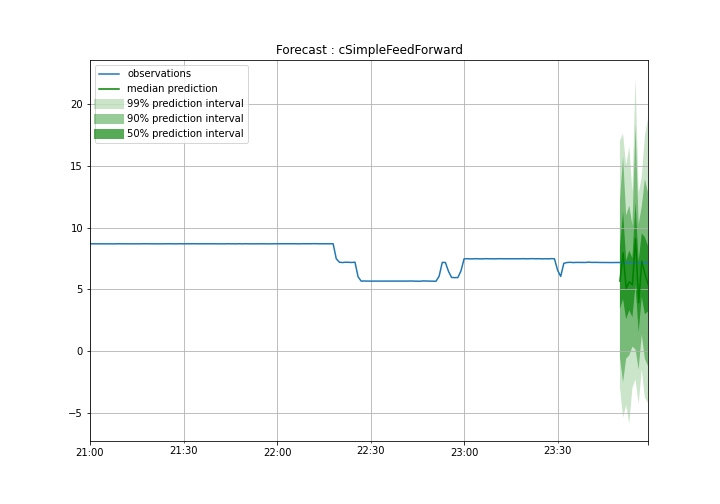 Forecast : cSimpleFeedForward
observations
median prediction
99% prediction interval
90% prediction interval
50% prediction interval
20
15
10
5
0
−5
21:00
21:30
22:00
22:30
23:00
23:30